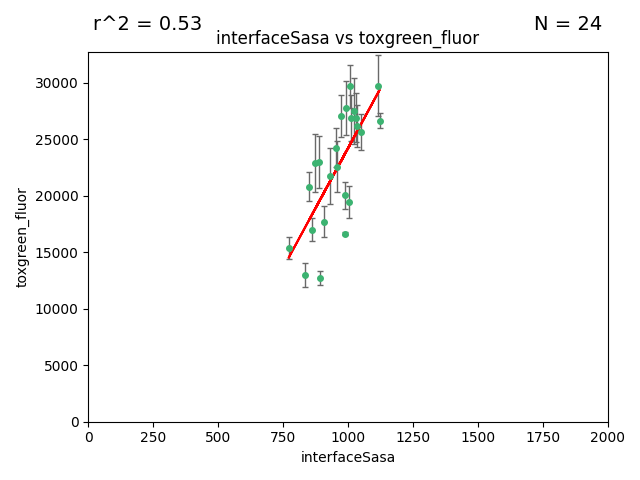 r^2 = 0.53
N = 24
interfaceSasa vs toxgreen_fluor
30000
25000
20000
15000
10000
5000
0
toxgreen_fluor
0 250 500 750 1000 1250 1500 1750 2000
interfaceSasa